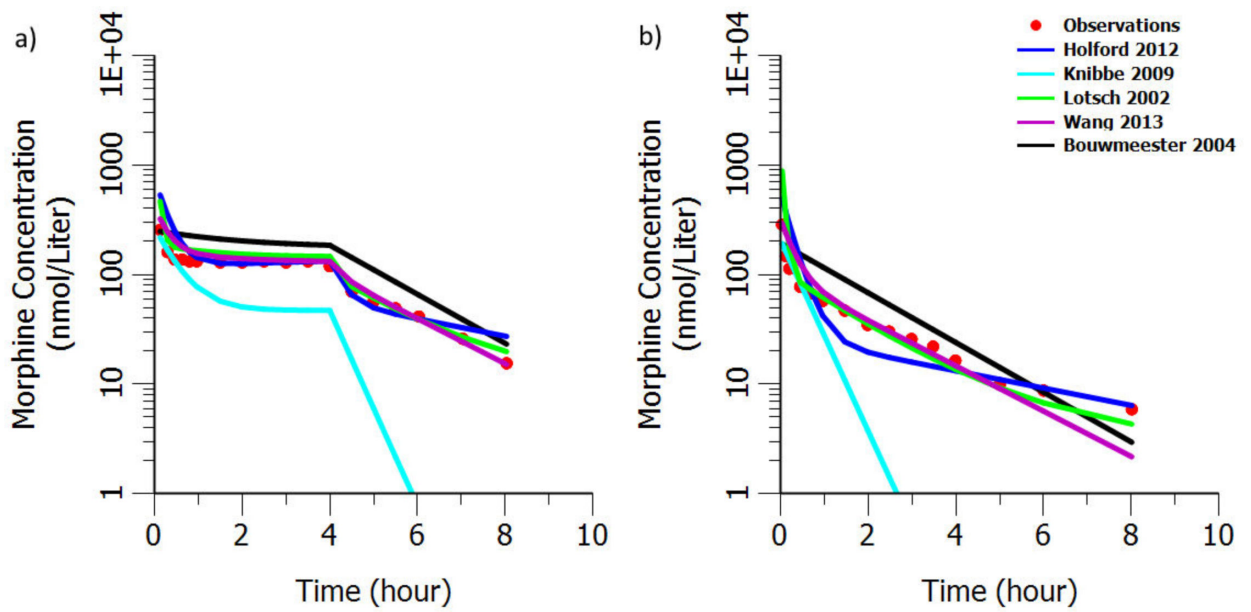 a)
Morphine Concentration
(nmol/Liter)
1E+04
1000
100
10
1
0 2 4 6 8 10
Time (hour)
b)
Morphine Concentration
(nmol/Liter)
1E+04
1000
100
10
1
0 2 4 6 8 10
Time (hour)
Observations
Holford 2012
Knibbe 2009
Lotsch 2002
Wang 2013
Bouwmeester 2004